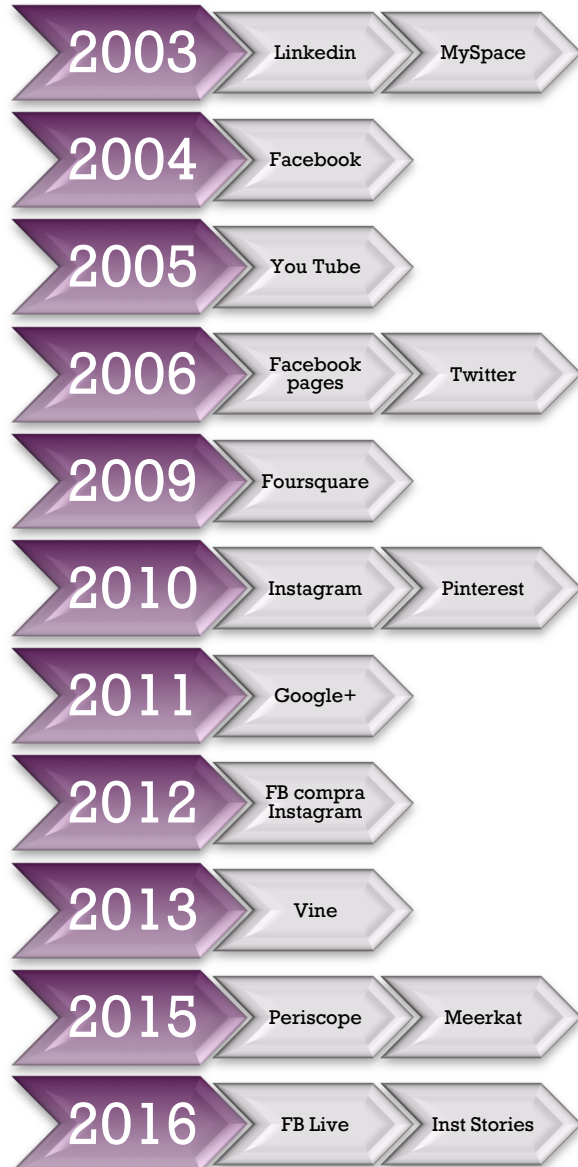 2003
Linkedin
MySpace
2004
Facebook
2005
You Tube
2006
Facebook
pages
Twitter
2009
Foursquare
2010
Instagram
Pinterest
2011
Google+
2012
FB compra
Instagram
2013
Vine
2015
Periscope
Meerkat
2016
FB Live
Inst Stories